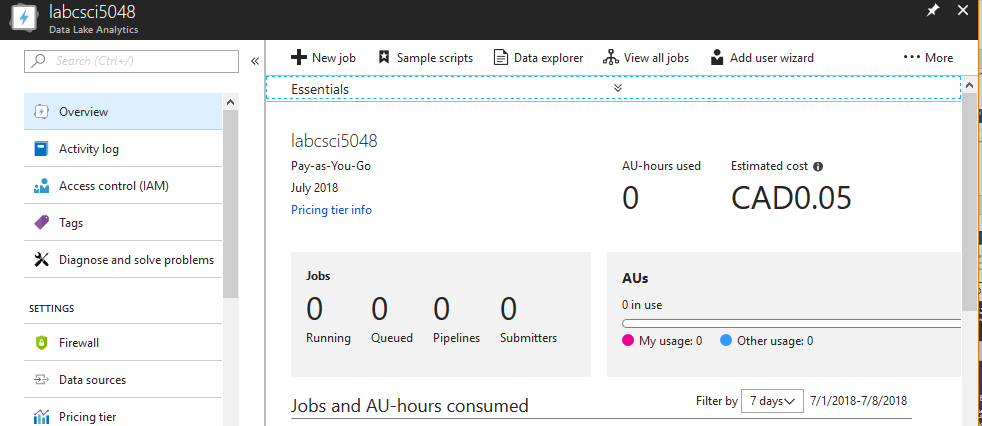 labcsci5048
Data Lake Analytics
Search (Ctrl+/)
Overview
Activity log
Access control (IAM)
Tags
Diagnose and solve problems
SETTINGS
Firewall
Data sources
Pricing tier
New job Sample scripts Data explorer View all jobs Add user wizard ••• More
Essentials
labcsci5048
Pay-as-You-Go
July 2018
Pricing tier info
AU-hours used
0
Estimated cost
CAD0.05
Jobs
0 0 0 0
Running Queued Pipelines Submitters
AUs
0 in use
My usage: 0 Other usage: 0
Jobs and AU-hours consumed
Filter by 7 days 7/1/2018-7/8/2018